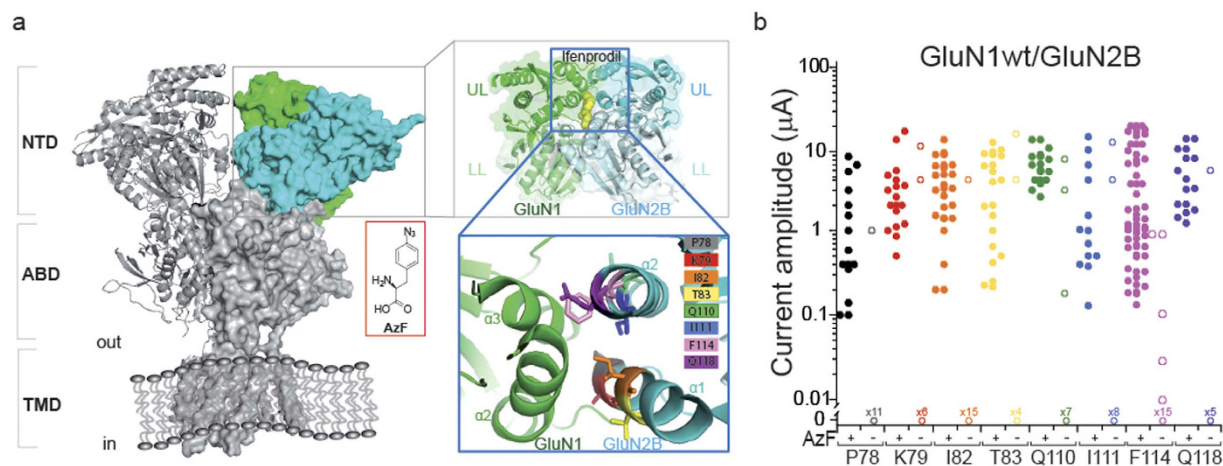 a
NTD
ABD
TMD
out
in
N₃
H₂N
HO
O
AzF
Ifenprodil
UL
UL
LL
LL
GluN1
GluN2B
α2
α3
α1
α2
GluN1
GluN2B
P78
K79
I82
T83
Q110
I111
F114
Q118
b
GluN1wt/GluN2B
Current amplitude (µA)
100
10
1
0.1
0.01
0
x11 x6 x15 x4 x7 x8 x15 x5
AzF + - + - + - + - + - + - + - + -
P78 K79 I82 T83 Q110 I111 F114 Q118